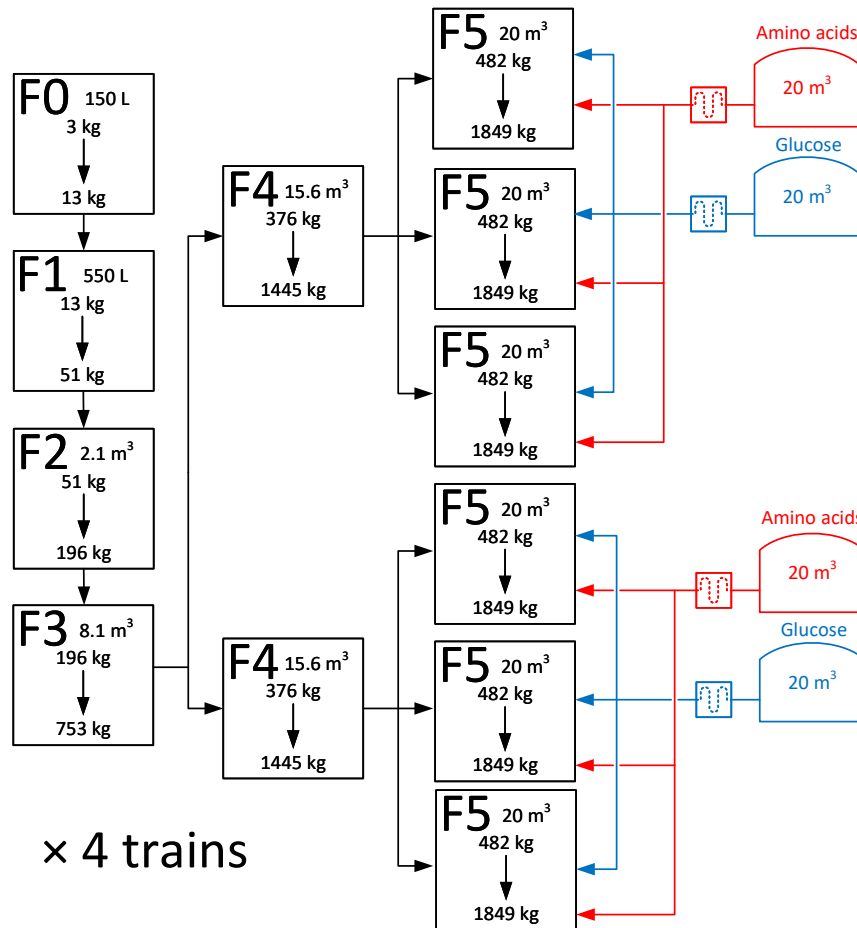 F0 150 L
3 kg
13 kg
F1 550 L
13 kg
51 kg
F2 2.1 m³
51 kg
196 kg
F3 8.1 m³
196 kg
753 kg
× 4 trains
F4 15.6 m³
376 kg
1445 kg
F4 15.6 m³
376 kg
1445 kg
F5 20 m³
482 kg
1849 kg
F5 20 m³
482 kg
1849 kg
F5 20 m³
482 kg
1849 kg
F5 20 m³
482 kg
1849 kg
F5 20 m³
482 kg
1849 kg
F5 20 m³
482 kg
1849 kg
Amino acids
20 m³
Glucose
20 m³
Amino acids
20 m³
Glucose
20 m³